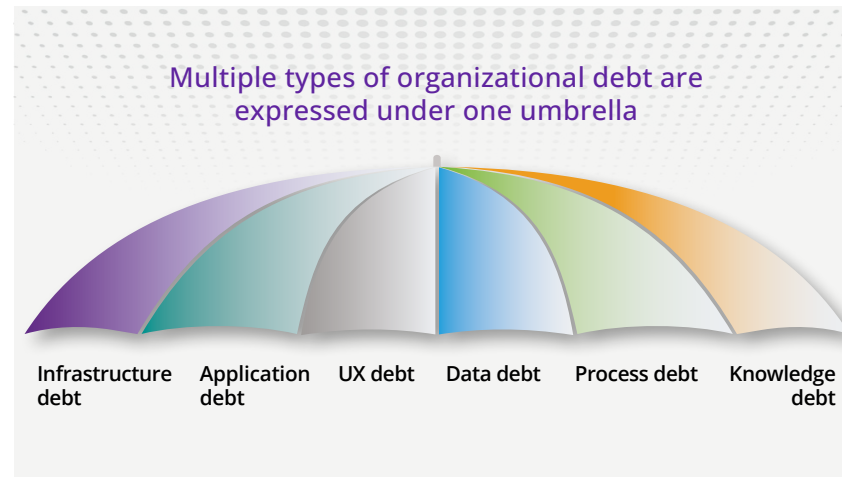 Multiple types of organizational debt are
expressed under one umbrella
Infrastructure
debt
Application
debt
UX debt
Data debt
Process debt
Knowledge
debt